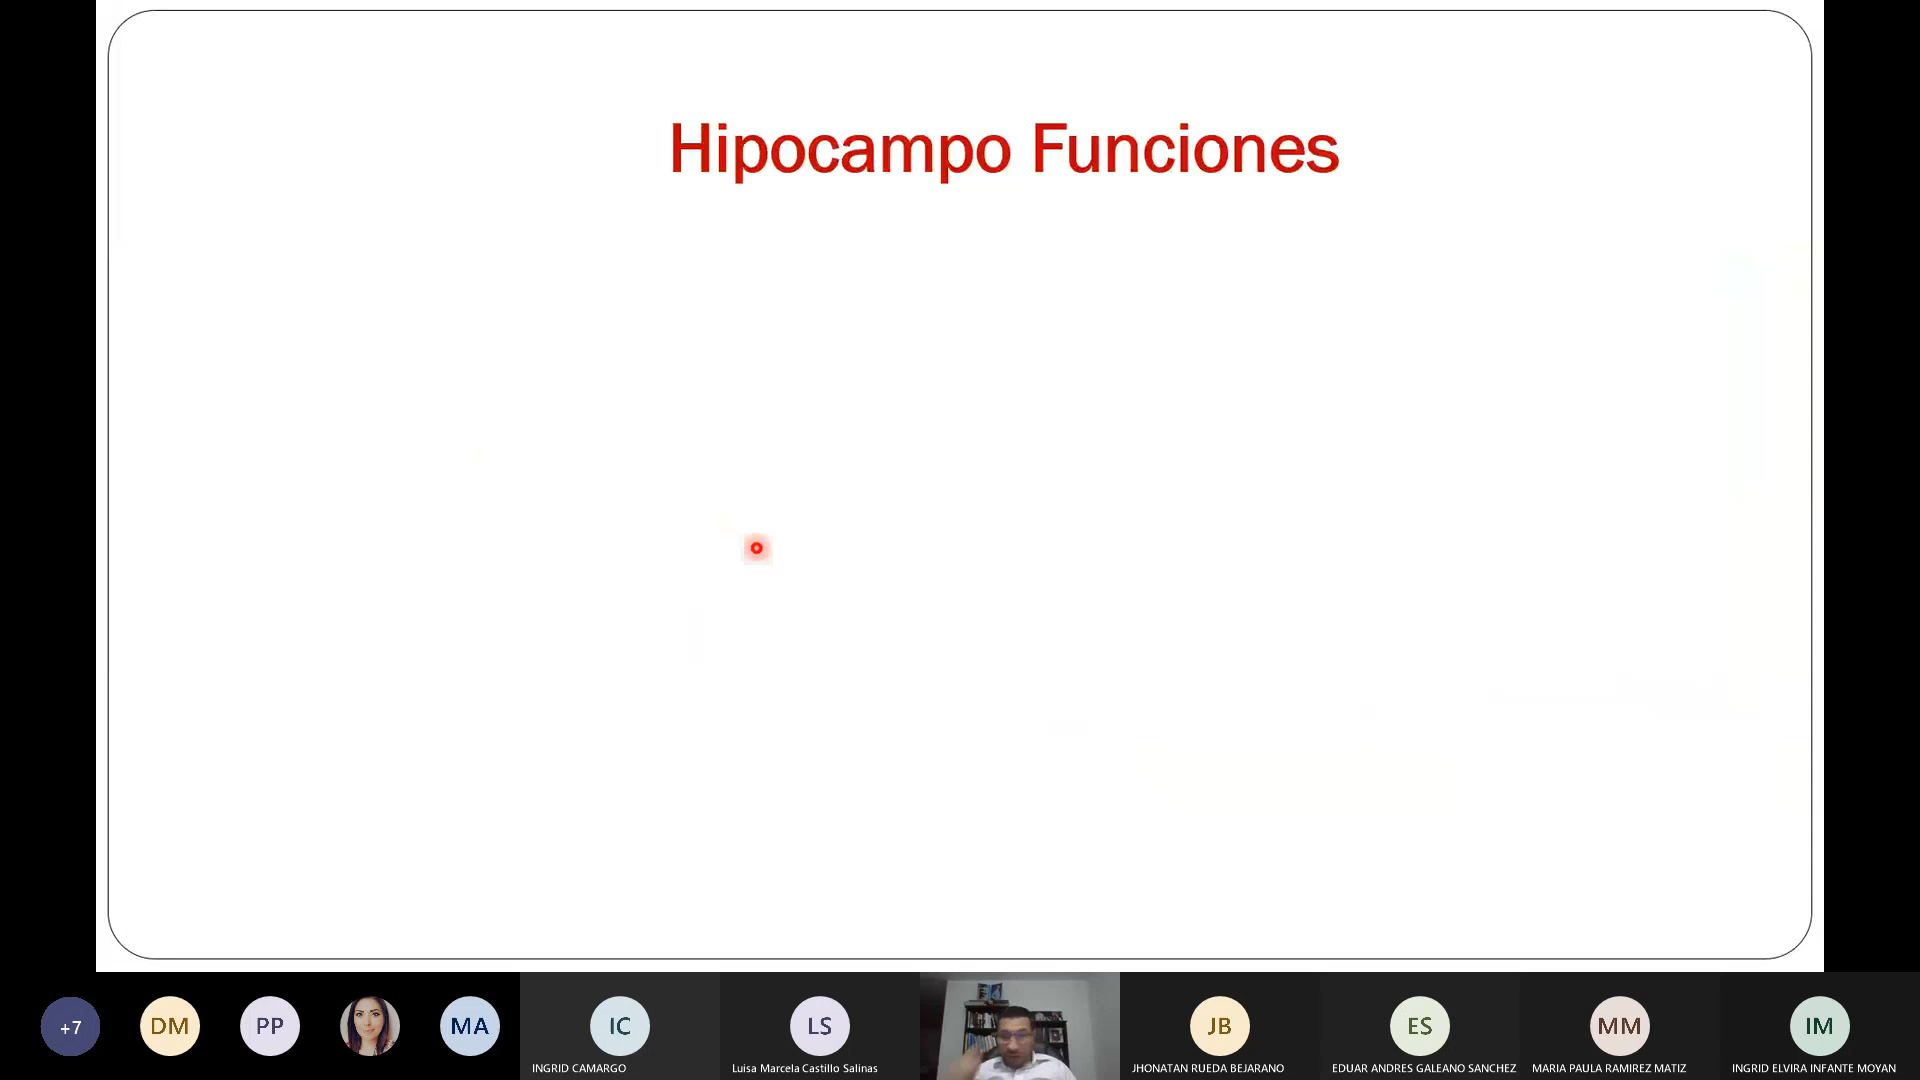 Hipocampo Funciones
+7
DM
PP
MA
IC
LS
JB
ES
MM
IM
INGRID CAMARGO
Luisa Marcela Castillo Salinas
JHONATAN RUEDA BEJARANO
EDUAR ANDRES GALEANO SANCHEZ
MARIA PAULA RAMIREZ MATIZ
INGRID ELVIRA INFANTE MOYAN